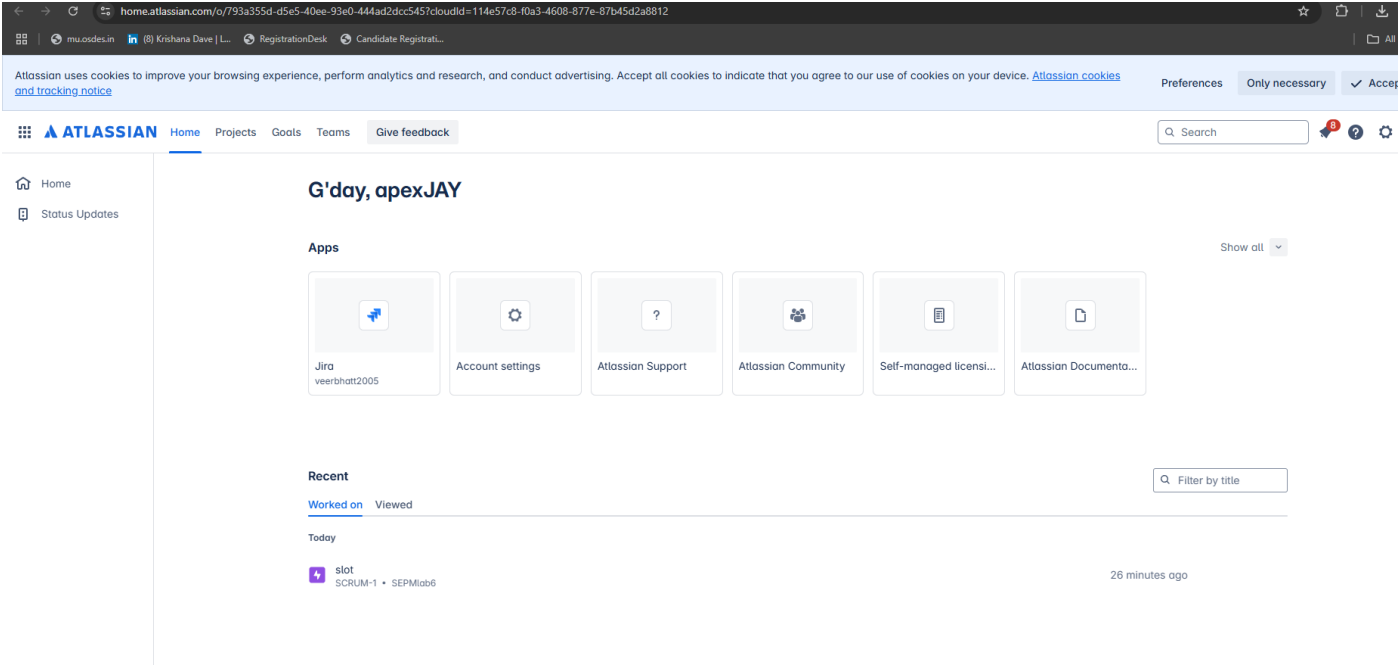 home.atlassian.com/o/793a355d-d5e5-40ee-93e0-444ad2dcc545?cloudId=114e57c8-f0a3-4608-877e-87b45d2a8812
mu.osdes.in (8) Krishana Dave | L... RegistrationDesk Candidate Registrati... All
Atlassian uses cookies to improve your browsing experience, perform analytics and research, and conduct advertising. Accept all cookies to indicate that you agree to our use of cookies on your device. Atlassian cookies
and tracking notice
Preferences Only necessary Accep
ATLASSIAN Home Projects Goals Teams Give feedback Search 8
Home
Status Updates
G'day, apexJAY
Apps Show all
Jira Account settings Atlassian Support Atlassian Community Self-managed licensi... Atlassian Documenta...
veerbhatt2005
Recent Filter by title
Worked on Viewed
Today
slot
SCRUM-1 • SEPMlab6
26 minutes ago